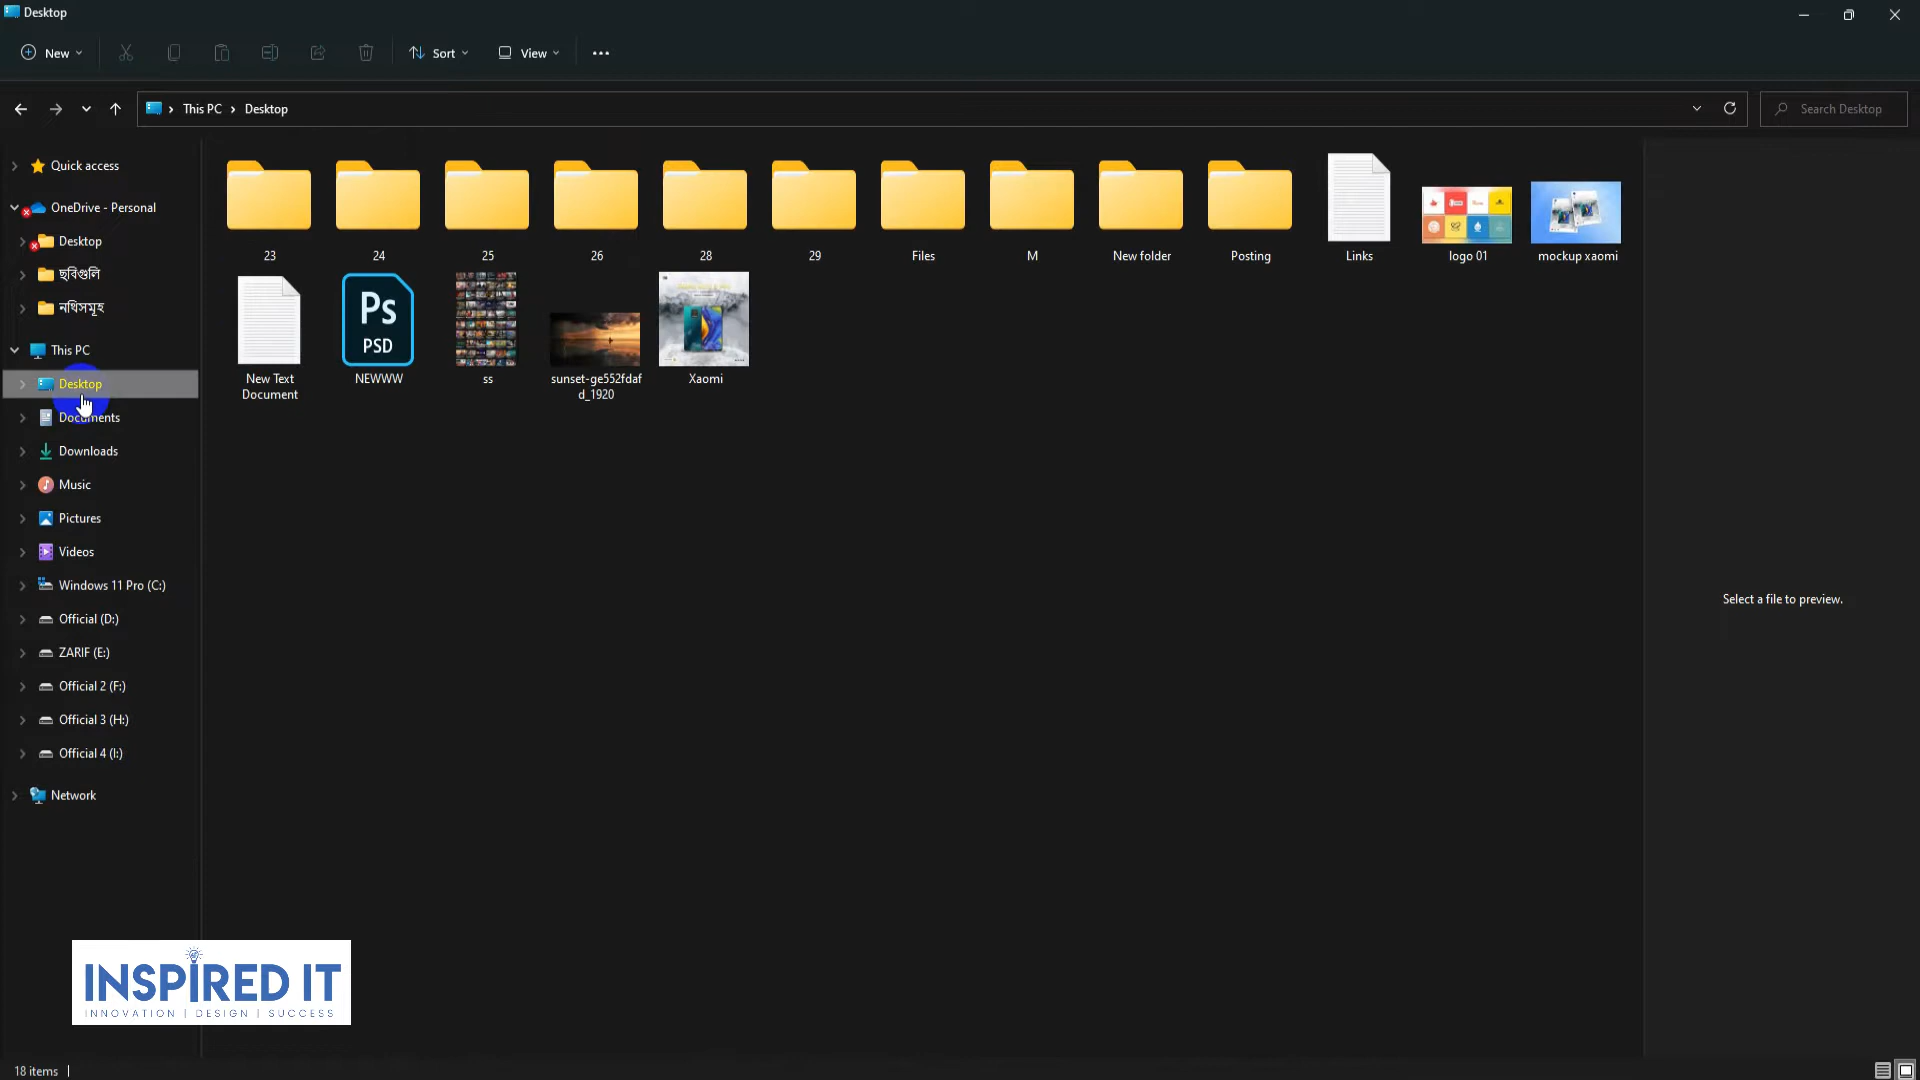 Desktop
New
Sort
View
This PC
Desktop
Search Desktop
Quick access
OneDrive - Personal
Desktop
ছবিগুলি
নথিসমূহ
This PC
Desktop
Documents
Downloads
Music
Pictures
Videos
Windows 11 Pro (C:)
Official (D:)
ZARIF (E:)
Official 2 (F:)
Official 3 (H:)
Official 4 (I:)
Network
23
24
25
26
28
29
Files
M
New folder
Posting
Links
logo 01
mockup xaomi
New Text
Document
Ps
PSD
NEWWW
ss
sunset-ge552fdaf
d_1920
Xaomi
Select a file to preview.
INSPIRED IT
INNOVATION | DESIGN | SUCCESS
18 items